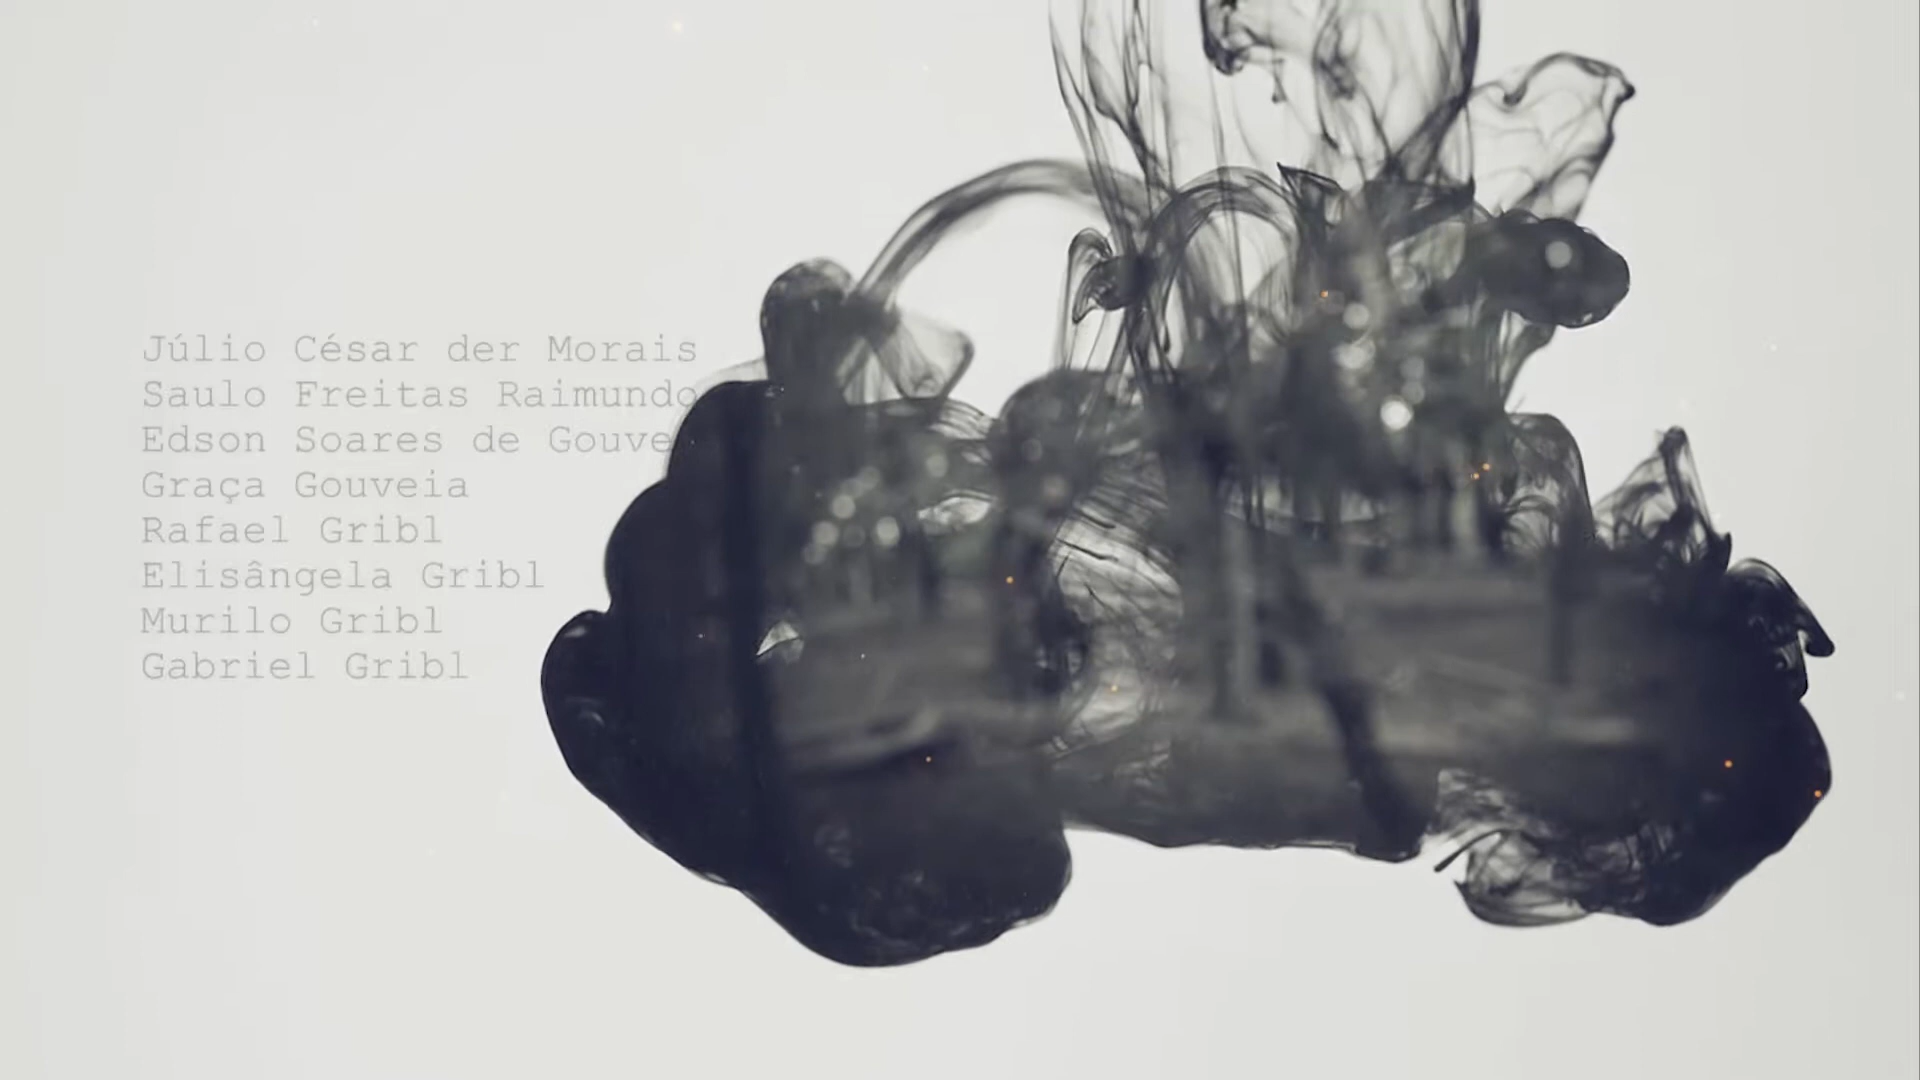 Júlio César der Morais
Saulo Freitas Raimundo
Edson Soares de Gouve
Graça Gouveia
Rafael Gribl
Elisângela Gribl
Murilo Gribl
Gabriel Gribl